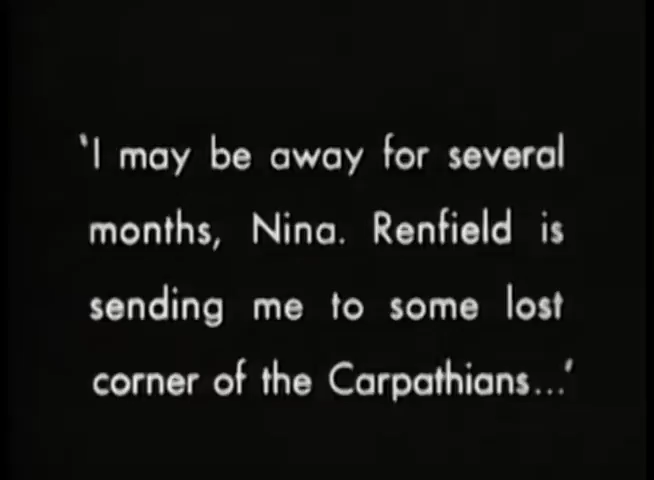 'I may be away for several
months, Nina. Renfield is
sending me to some lost
corner of the Carpathians...'